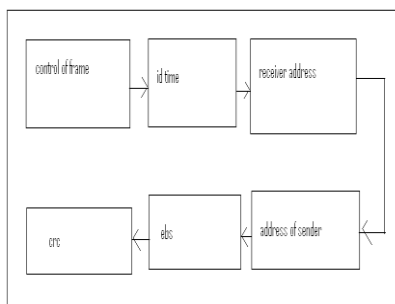 control of frame
id time
receiver address
address of sender
ebs
crc